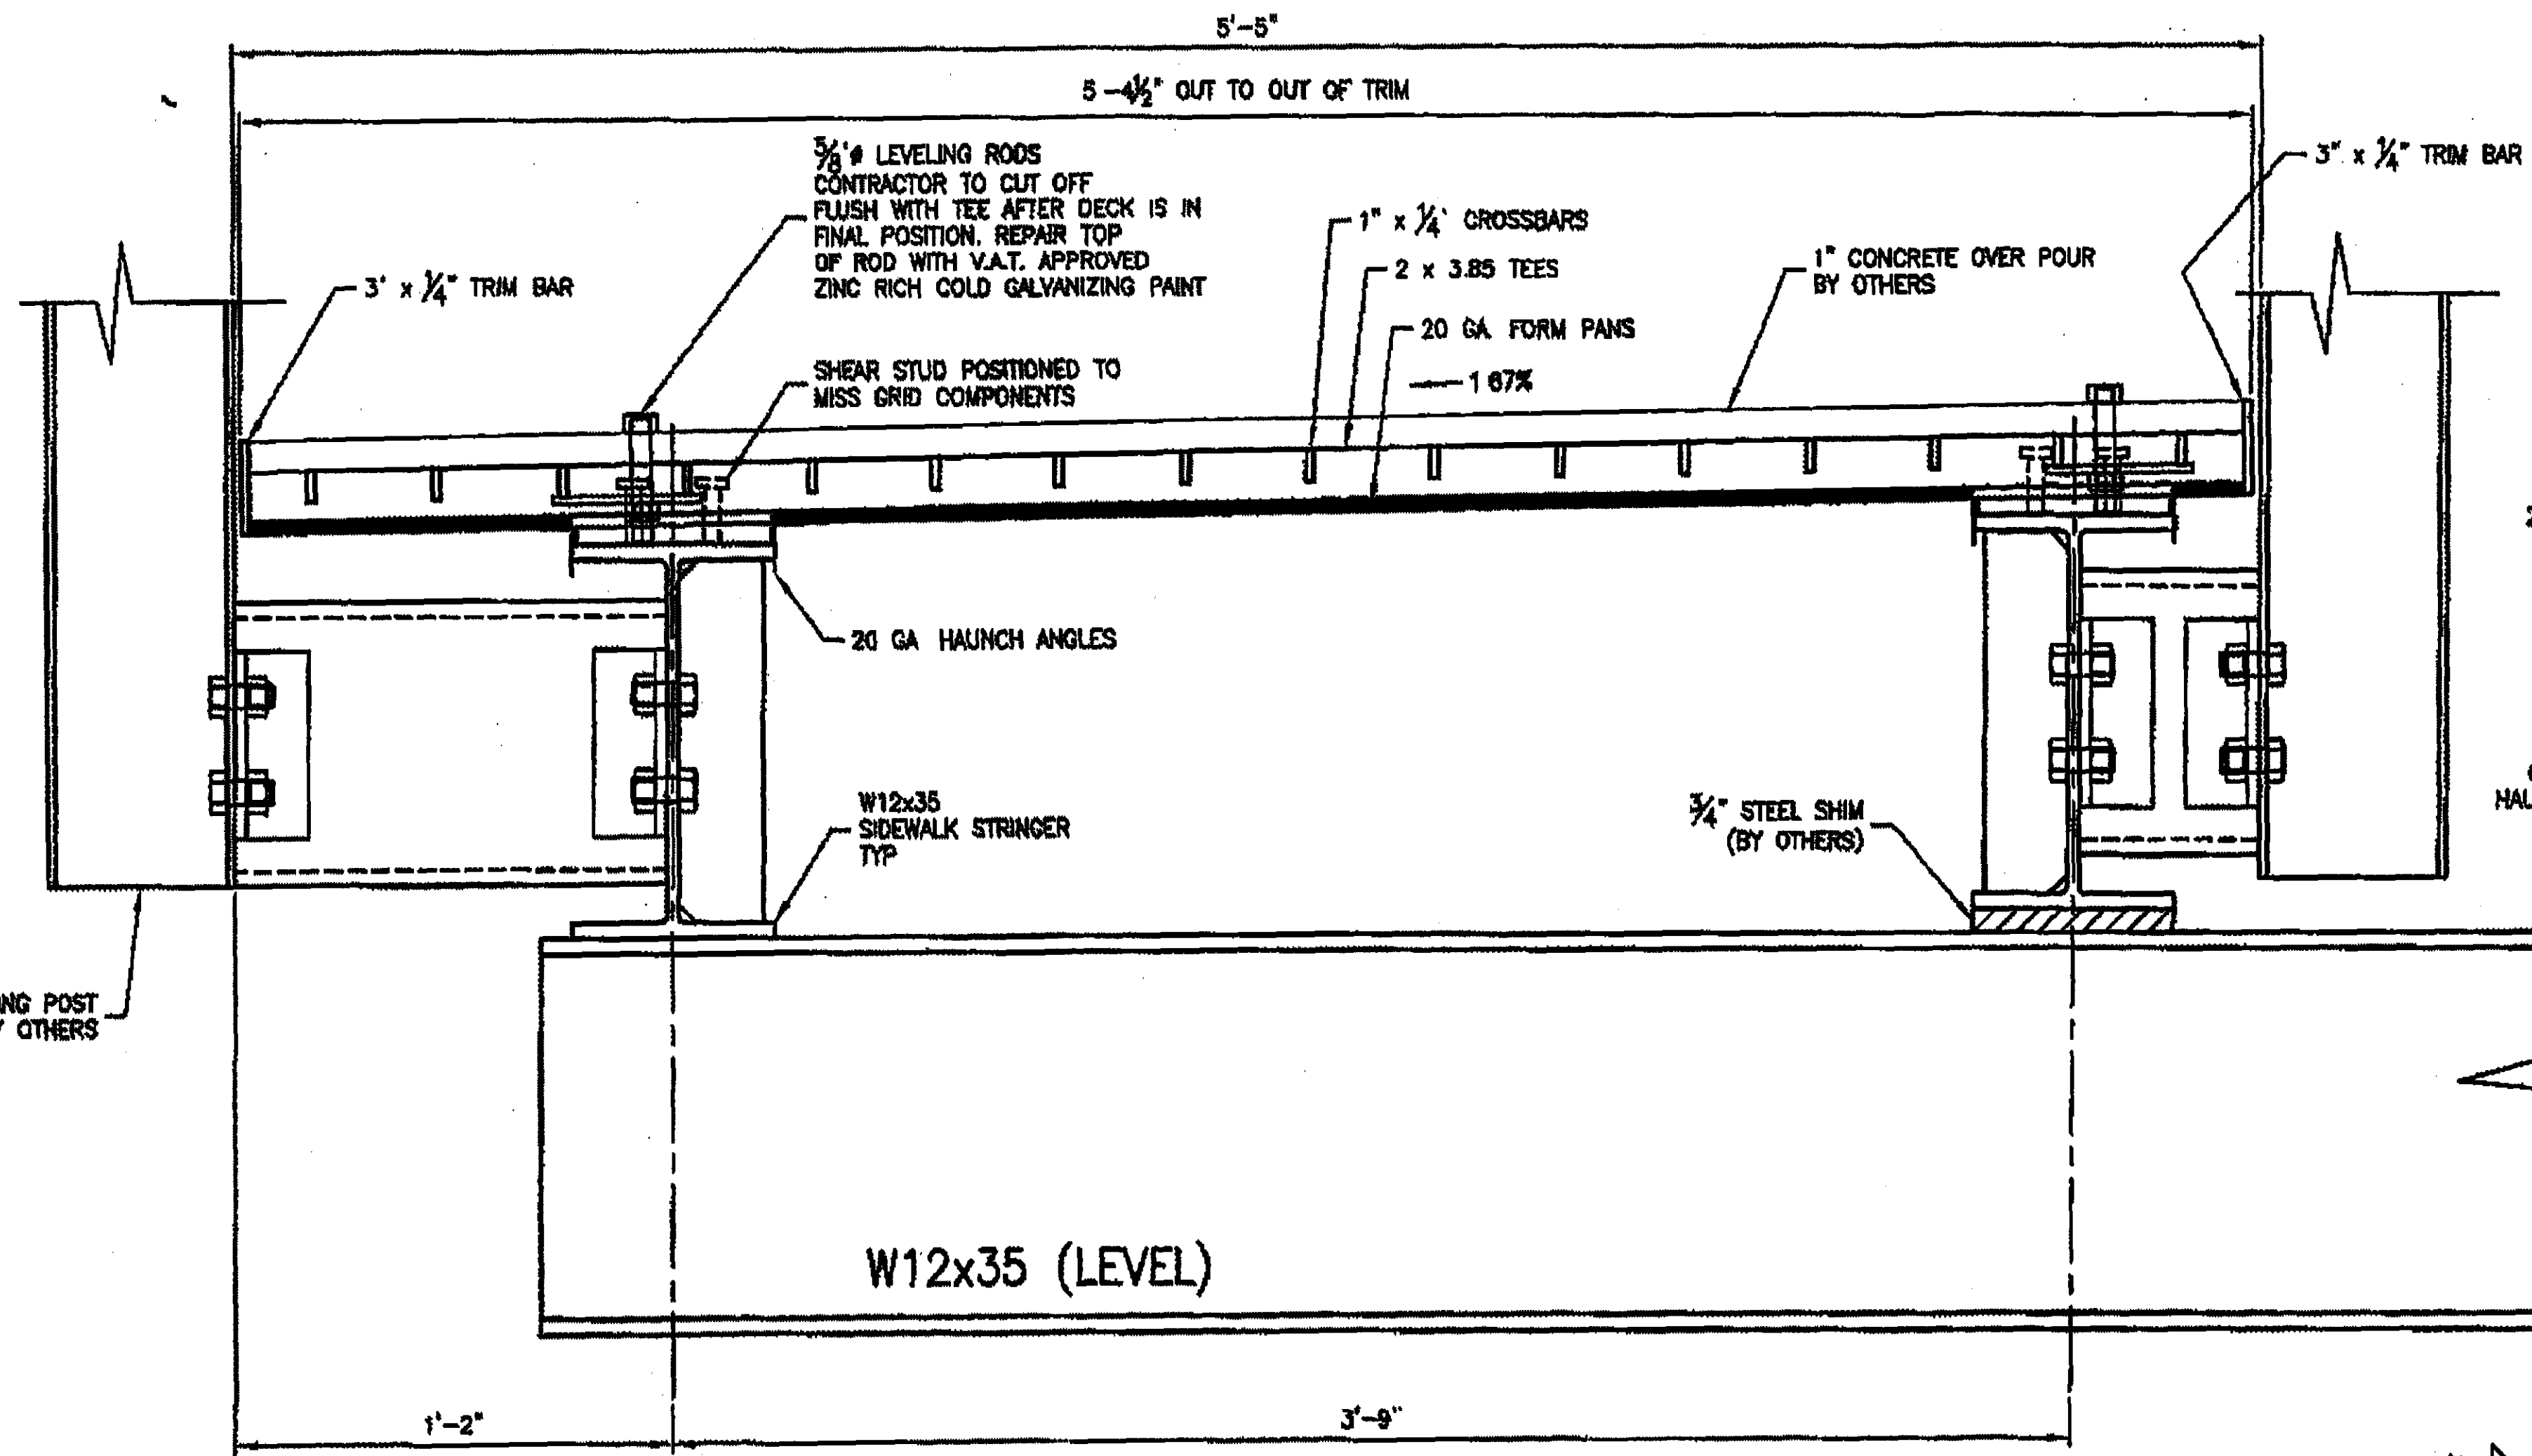 5'-5"
5 -4½" OUT TO OUT OF TRIM
⅝"ø LEVELING RODS
CONTRACTOR TO CUT OFF
FLUSH WITH TEE AFTER DECK IS IN
FINAL POSITION. REPAIR TOP
OF ROD WITH V.A.T. APPROVED
ZINC RICH COLD GALVANIZING PAINT
3" x ¼" TRIM BAR
1" x ¼' CROSSBARS
2 x 3.85 TEES
1" CONCRETE OVER POUR
BY OTHERS
3' x ¼" TRIM BAR
20 GA. FORM PANS
SHEAR STUD POSITIONED TO
MISS GRID COMPONENTS
1 67%
20 GA HAUNCH ANGLES
W12x35
SIDEWALK STRINGER
TYP
¾" STEEL SHIM
(BY OTHERS)
HAU
NG POST
Y OTHERS
W12x35 (LEVEL)
1'-2"
3'-9"